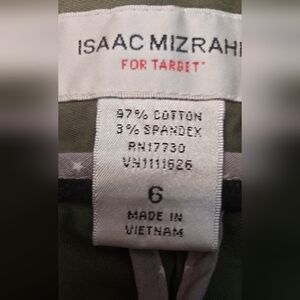 ISAAC MIZRAHI
FOR TARGET
97% COTTON
3% SPANDEX
RN17730
VN1111626
6
MADE IN
VIETNAM